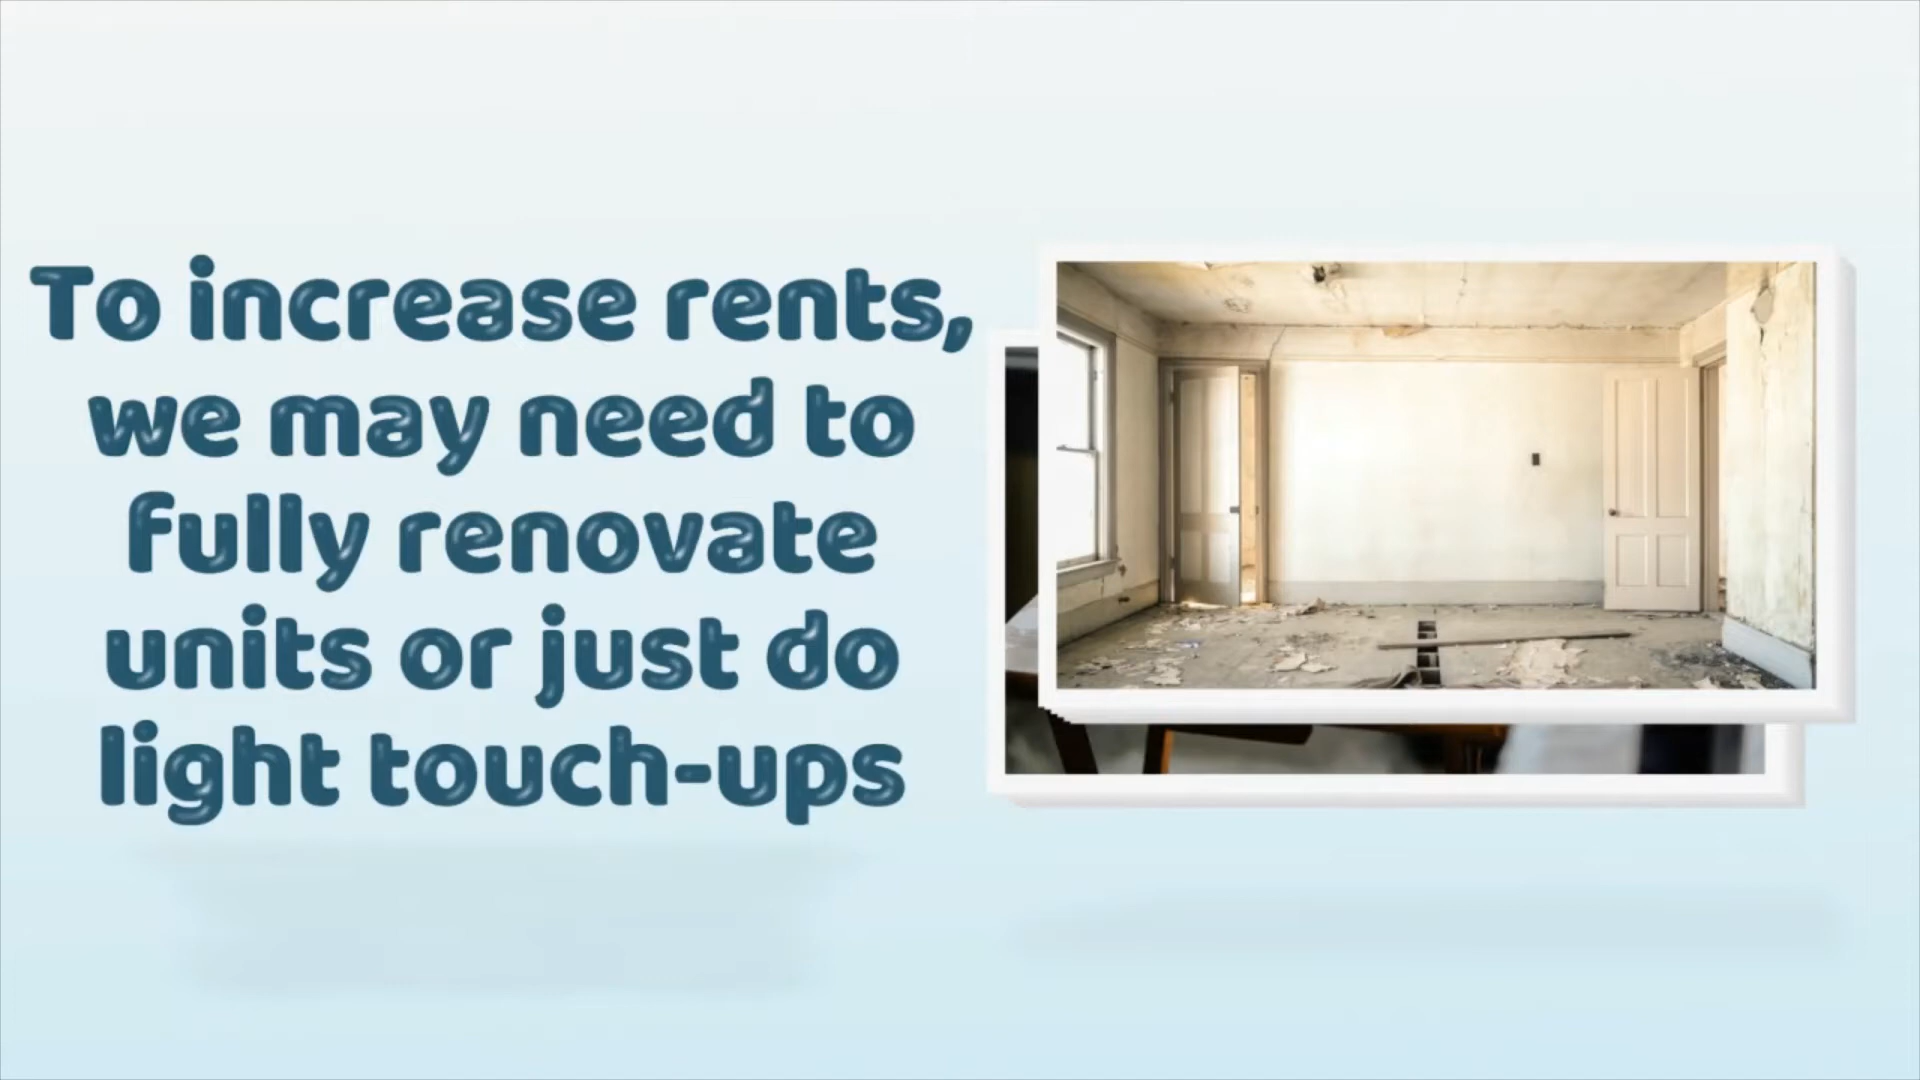 To increase rents,
we may need to
fully renovate
units or just do
light touch-ups